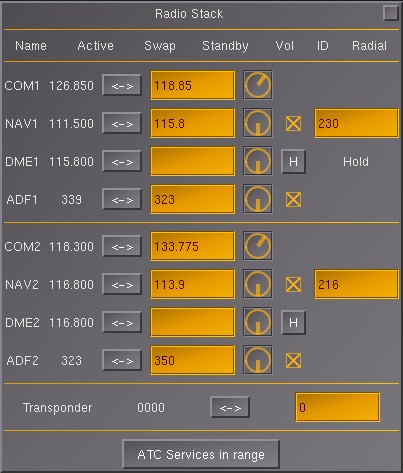 Radio Stack
Name Active Swap Standby Vol ID Radial
COM1 126.850 <-> 118.85
NAV1 111.500 <-> 115.8 230
DME1 115.800 <-> H Hold
ADF1 339 <-> 323
COM2 118.300 <-> 133.775
NAV2 116.800 <-> 113.9 216
DME2 116.800 <-> H
ADF2 323 <-> 350
Transponder 0000 <-> 0
ATC Services in range